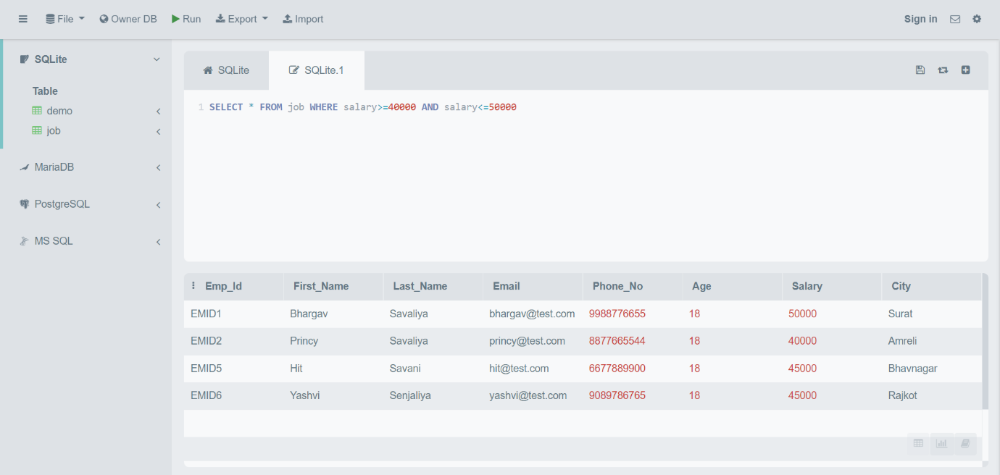 File Owner DB Run Export Import Sign in
SQLite
Table
demo
job
MariaDB
PostgreSQL
MS SQL
SQLite SQLite.1
1 SELECT * FROM job WHERE salary>=40000 AND salary<=50000
Emp_Id First_Name Last_Name Email Phone_No Age Salary City
EMID1 Bhargav Savaliya bhargav@test.com 9988776655 18 50000 Surat
EMID2 Princy Savaliya princy@test.com 8877665544 18 40000 Amreli
EMID5 Hit Savani hit@test.com 6677889900 18 45000 Bhavnagar
EMID6 Yashvi Senjaliya yashvi@test.com 9089786765 18 45000 Rajkot